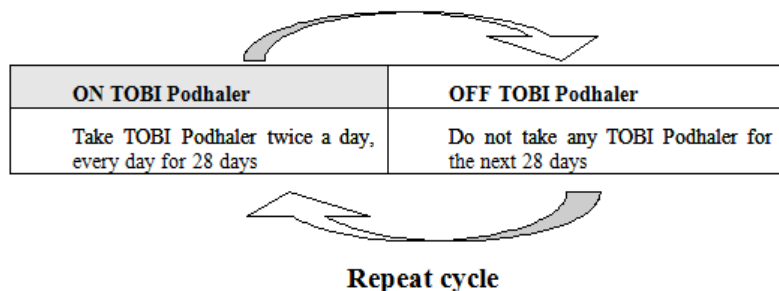 ON TOBI Podhaler
OFF TOBI Podhaler
Take TOBI Podhaler twice a day,
every day for 28 days
Do not take any TOBI Podhaler for
the next 28 days
Repeat cycle